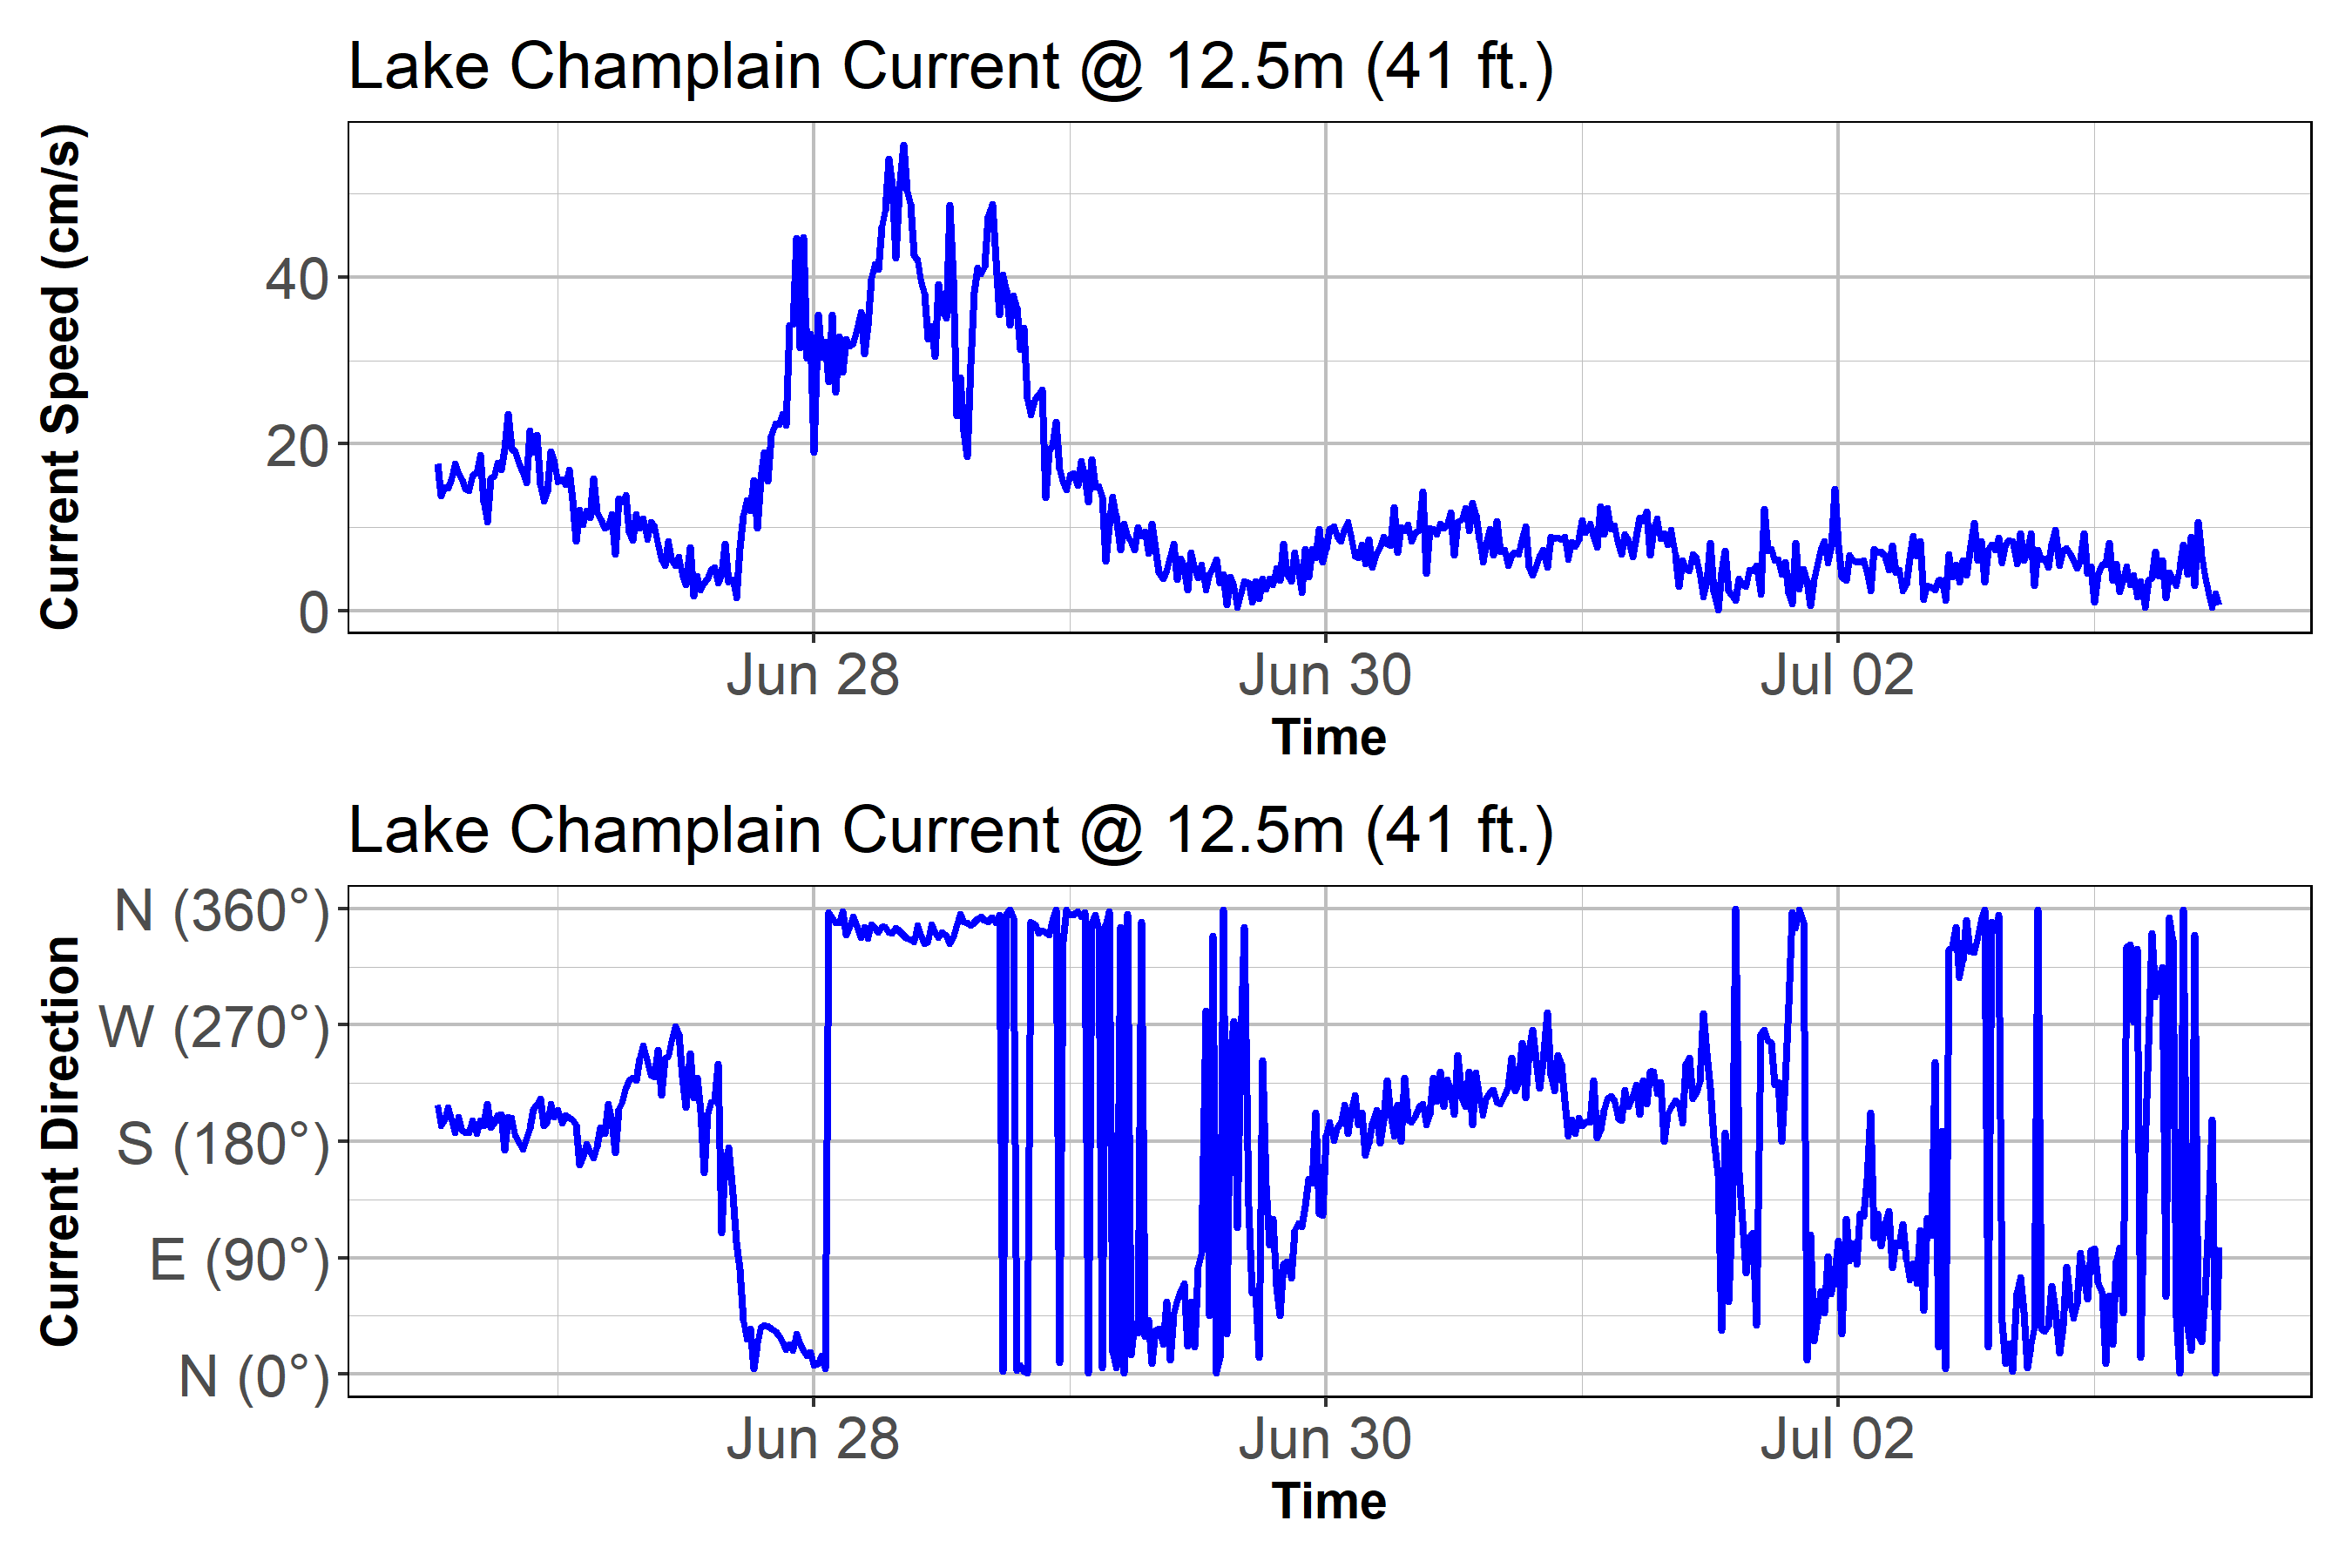 Lake Champlain Current @ 12.5m (41 ft.)
Current Speed (cm/s)
40
20
0
Jun 28
Jun 30
Jul 02
Time
Lake Champlain Current @ 12.5m (41 ft.)
Current Direction
N (360°)
W (270°)
S (180°)
E (90°)
N (0°)
Jun 28
Jun 30
Jul 02
Time